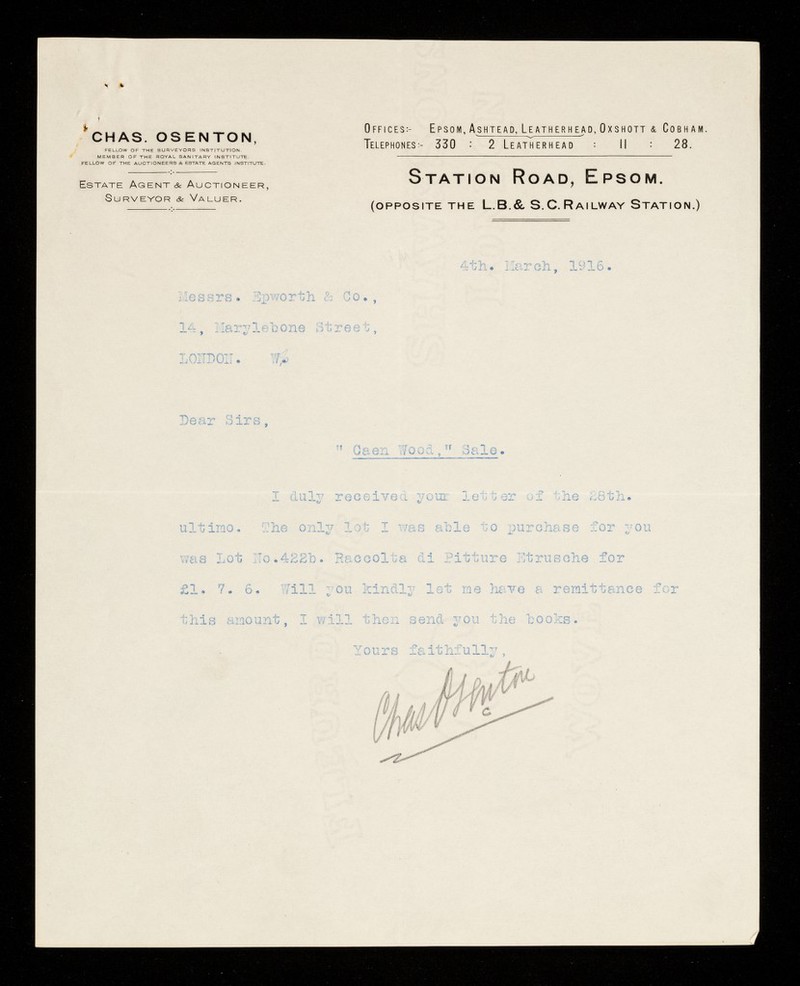 CHAS. OSENTON,
FELLOW OF THE SURVEYORS INSTITUTION.
MEMBER OF THE ROYAL SANITARY INSTITUTE.
FELLOW OF THE AUCTIONEERS & ESTATE AGENTS INSTITUTE.
ESTATE AGENT & AUCTIONEER,
SURVEYOR & VALUER.
OFFICES:- EPSOM, ASHTEAD, LEATHERHEAD, OXSHOTT & COBHAM.
TELEPHONES:- 330 : 2 LEATHERHEAD : 11 : 28.
STATION ROAD, EPSOM.
(OPPOSITE THE L.B.& S.C. RAILWAY STATION.)
4th. March, 1916.
Messrs. Epworth & Co.,
14, Marylebone Street,
LONDON. W.
Dear Sirs,
" Caen Wood," Sale.
I duly received your letter of the 28th.
ultimo. The only lot I was able to purchase for you
was Lot No.422b. Raccolta di Pitture Etrusche for
£1. 7. 6. Will you kindly let me have a remittance for
this amount, I will then send you the books.
Yours faithfully,
Chas Osenton